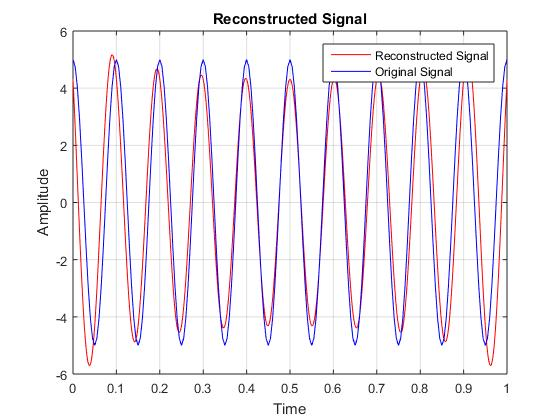 Reconstructed Signal
Reconstructed Signal
Original Signal
Amplitude
6
4
2
0
-2
-4
-6
0 0.1 0.2 0.3 0.4 0.5 0.6 0.7 0.8 0.9 1
Time